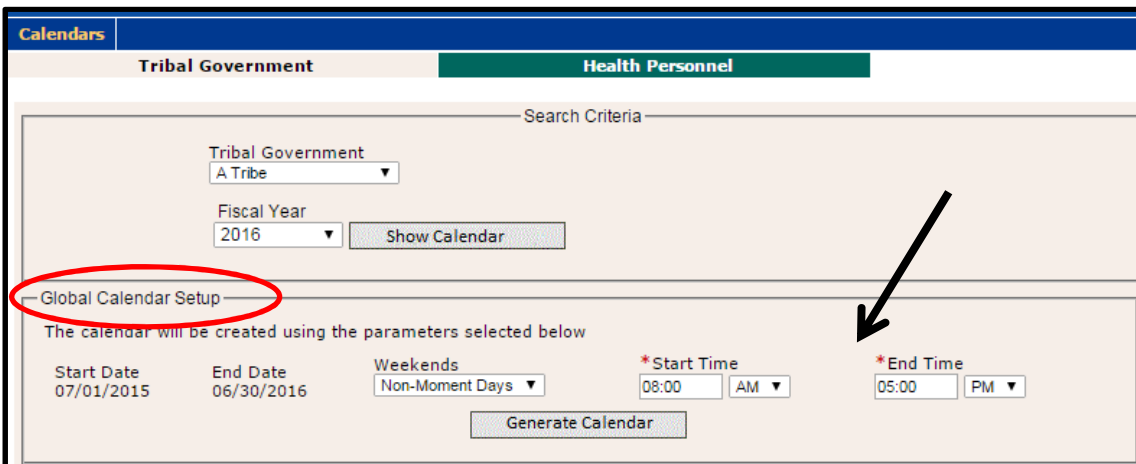 Calendars
Tribal Government Health Personnel
Search Criteria
Tribal Government
A Tribe
Fiscal Year
2016 Show Calendar
Global Calendar Setup
The calendar will be created using the parameters selected below
Start Date End Date Weekends *Start Time *End Time
07/01/2015 06/30/2016 Non-Moment Days 08:00 AM 05:00 PM
Generate Calendar